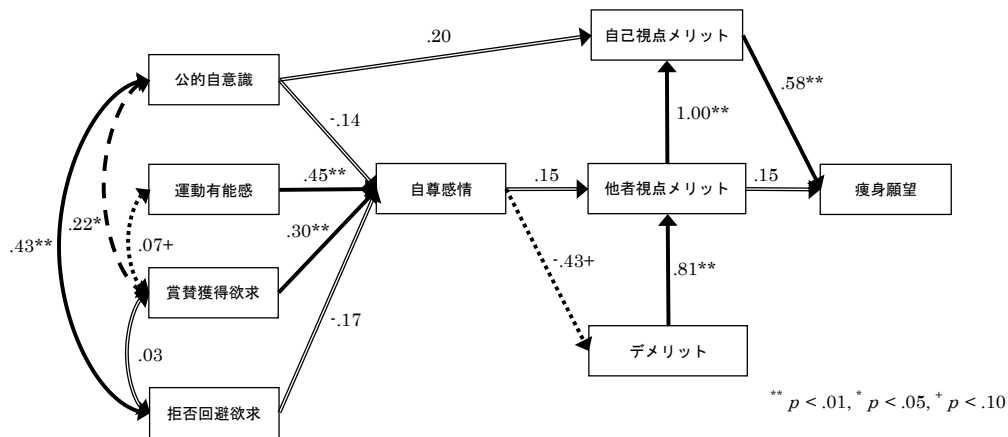 自己視点メリット
.20
公的自意識
.58**
-.14
1.00**
運動有能感
.45**
自尊感情
.15
他者視点メリット
.15
痩身願望
.22*
.43**
.07+
.30**
-.43+
.81**
賞賛獲得欲求
-.17
.03
デメリット
拒否回避欲求
** p < .01, * p < .05, + p < .10